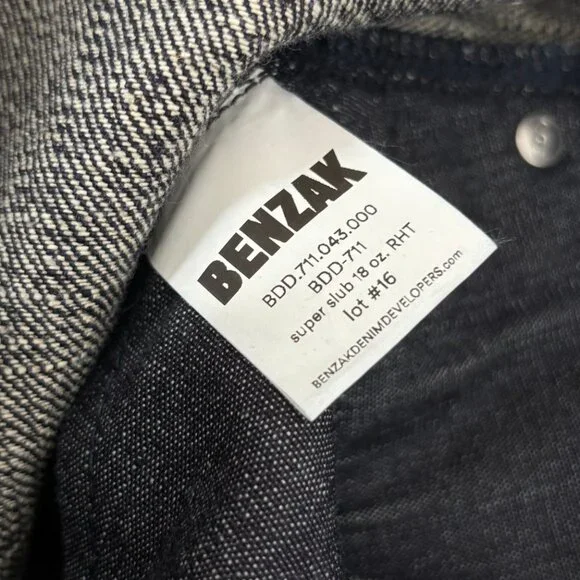 BENZAK
BDD.711.043.000
BDD-711
super slub 18 oz. RHT
lot #16
BENZAKDENIMDEVELOPERS.com